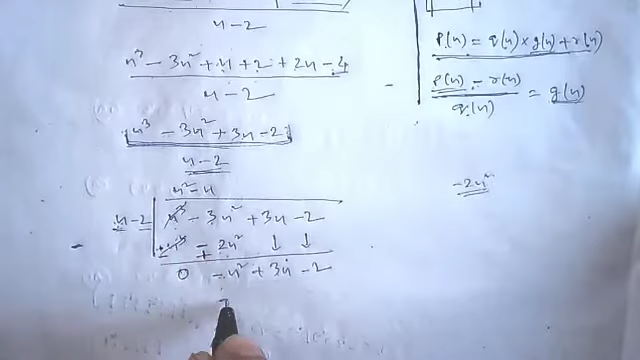 x - 2
x³ - 3x² + x + 2 + 2x - 4
x - 2
x³ - 3x² + 3x - 2
x - 2
x² - x
x - 2 x³ - 3x² + 3x - 2
x³ - 2x² ↓ ↓
+
0 - x² + 3x - 2
-
P(x) = q(x) × g(x) + r(x)
P(x) - r(x)
q(x)
= g(x)
-2x²